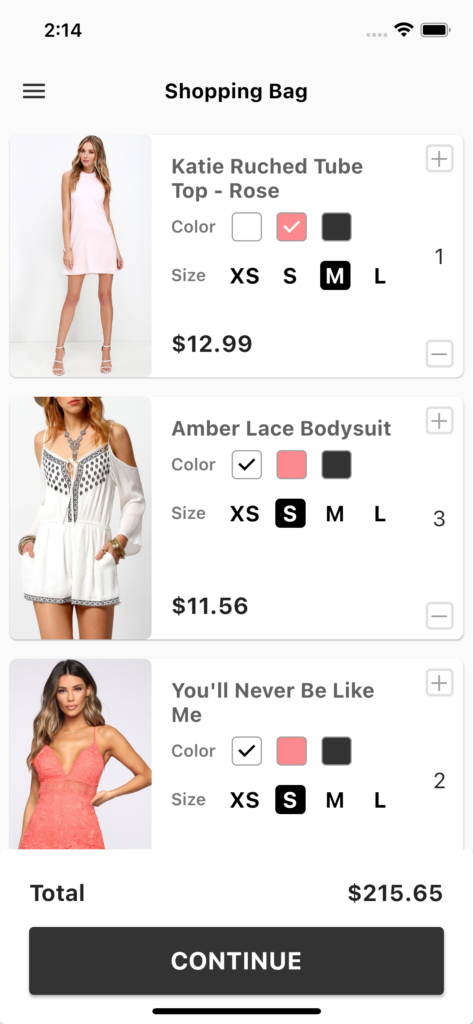 2:14
Shopping Bag
Katie Ruched Tube
Top - Rose
Color
1
Size XS S M L
$12.99
Amber Lace Bodysuit
Color
Size XS S M L
3
$11.56
You'll Never Be Like
Me
Color
2
Size XS S M L
Total $215.65
CONTINUE